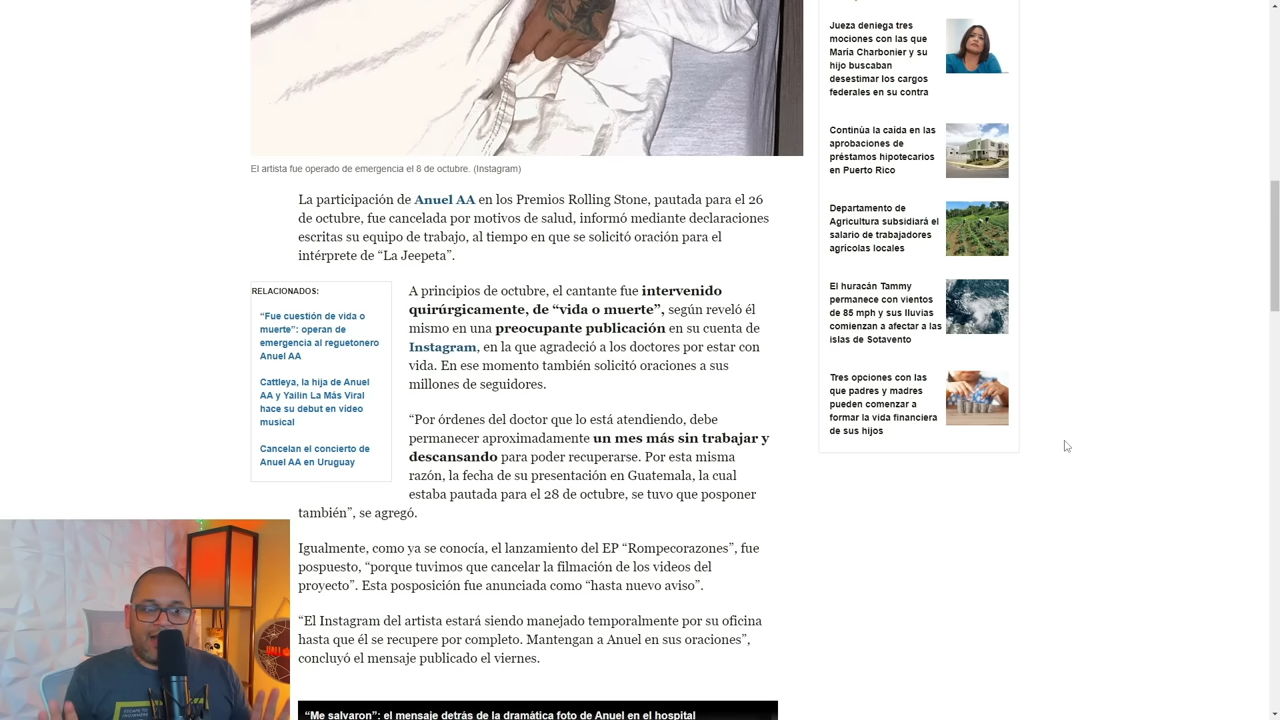 Jueza deniega tres
mociones con las que
María Charbonier y su
hijo buscaban
desestimar los cargos
federales en su contra
Continúa la caída en las
aprobaciones de
préstamos hipotecarios
en Puerto Rico
Departamento de
Agricultura subsidiará el
salario de trabajadores
agrícolas locales
El huracán Tammy
permanece con vientos
de 85 mph y sus lluvias
comienzan a afectar a las
islas de Sotavento
Tres opciones con las
que padres y madres
pueden comenzar a
formar la vida financiera
de sus hijos
El artista fue operado de emergencia el 8 de octubre. (Instagram)
La participación de Anuel AA en los Premios Rolling Stone, pautada para el 26
de octubre, fue cancelada por motivos de salud, informó mediante declaraciones
escritas su equipo de trabajo, al tiempo en que se solicitó oración para el
intérprete de “La Jeepeta”.
RELACIONADOS:
“Fue cuestión de vida o
muerte”: operan de
emergencia al reguetonero
Anuel AA
Cattleya, la hija de Anuel
AA y Yailin La Más Viral
hace su debut en vídeo
musical
Cancelan el concierto de
Anuel AA en Uruguay
A principios de octubre, el cantante fue intervenido
quirúrgicamente, de “vida o muerte”, según reveló él
mismo en una preocupante publicación en su cuenta de
Instagram, en la que agradeció a los doctores por estar con
vida. En ese momento también solicitó oraciones a sus
millones de seguidores.
“Por órdenes del doctor que lo está atendiendo, debe
permanecer aproximadamente un mes más sin trabajar y
descansando para poder recuperarse. Por esta misma
razón, la fecha de su presentación en Guatemala, la cual
estaba pautada para el 28 de octubre, se tuvo que posponer
también”, se agregó.
Igualmente, como ya se conocía, el lanzamiento del EP “Rompecorazones”, fue
pospuesto, “porque tuvimos que cancelar la filmación de los videos del
proyecto”. Esta posposición fue anunciada como “hasta nuevo aviso”.
“El Instagram del artista estará siendo manejado temporalmente por su oficina
hasta que él se recupere por completo. Mantengan a Anuel en sus oraciones”,
concluyó el mensaje publicado el viernes.
“Me salvaron”: el mensaje detrás de la dramática foto de Anuel en el hospital